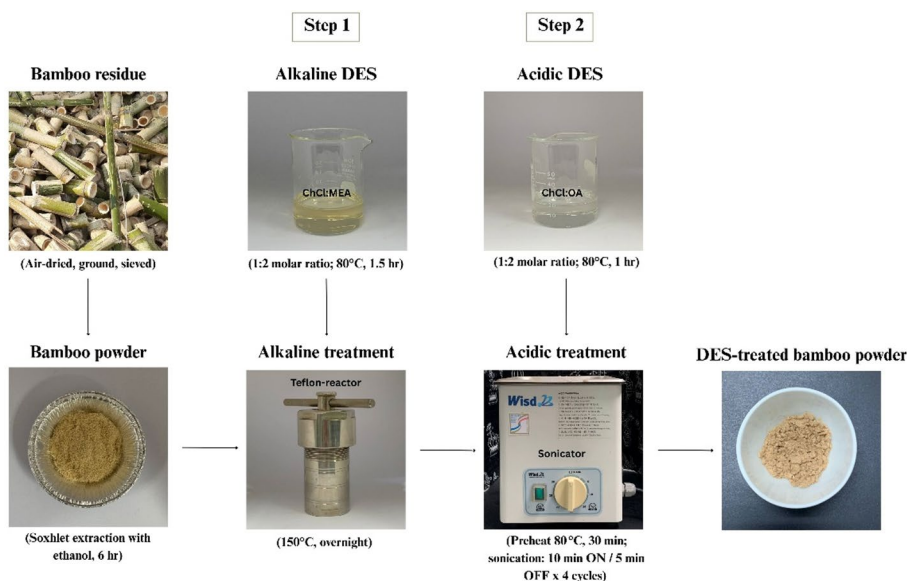 Step 1
Step 2
Bamboo residue
Alkaline DES
Acidic DES
ChCl:MEA
ChCl:OA
(Air-dried, ground, sieved)
(1:2 molar ratio; 80°C, 1.5 hr)
(1:2 molar ratio; 80°C, 1 hr)
Bamboo powder
Alkaline treatment
Acidic treatment
DES-treated bamboo powder
Teflon-reactor
Wisd
Sonicator
Wisd
(Soxhlet extraction with
ethanol, 6 hr)
(150°C, overnight)
(Preheat 80°C, 30 min;
sonication: 10 min ON / 5 min
OFF x 4 cycles)